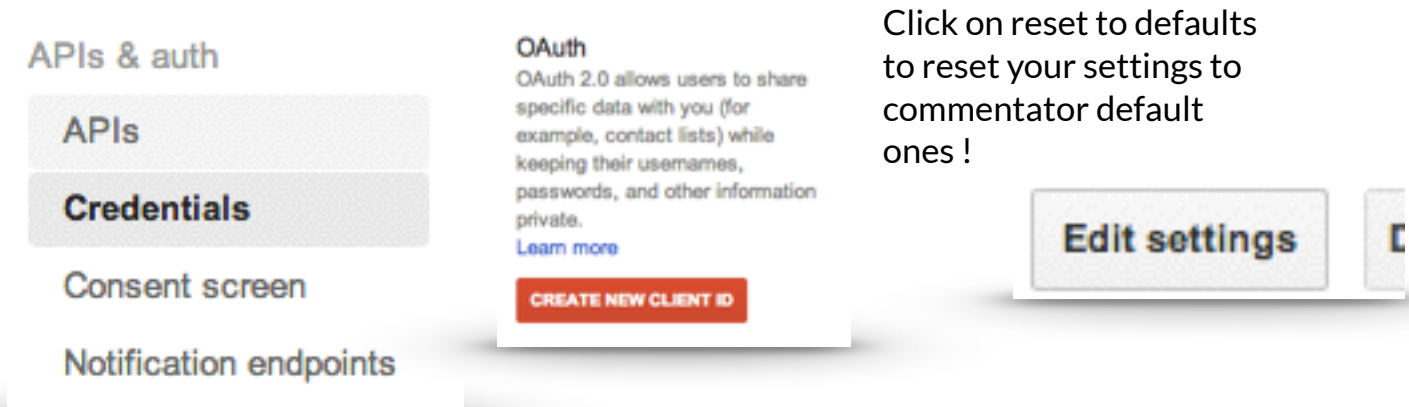 APIs & auth
APIs
Credentials
Consent screen
Notification endpoints
OAuth
OAuth 2.0 allows users to share
specific data with you (for
example, contact lists) while
keeping their usernames,
passwords, and other information
private.
Learn more
CREATE NEW CLIENT ID
Click on reset to defaults
to reset your settings to
commentator default
ones !
Edit settings